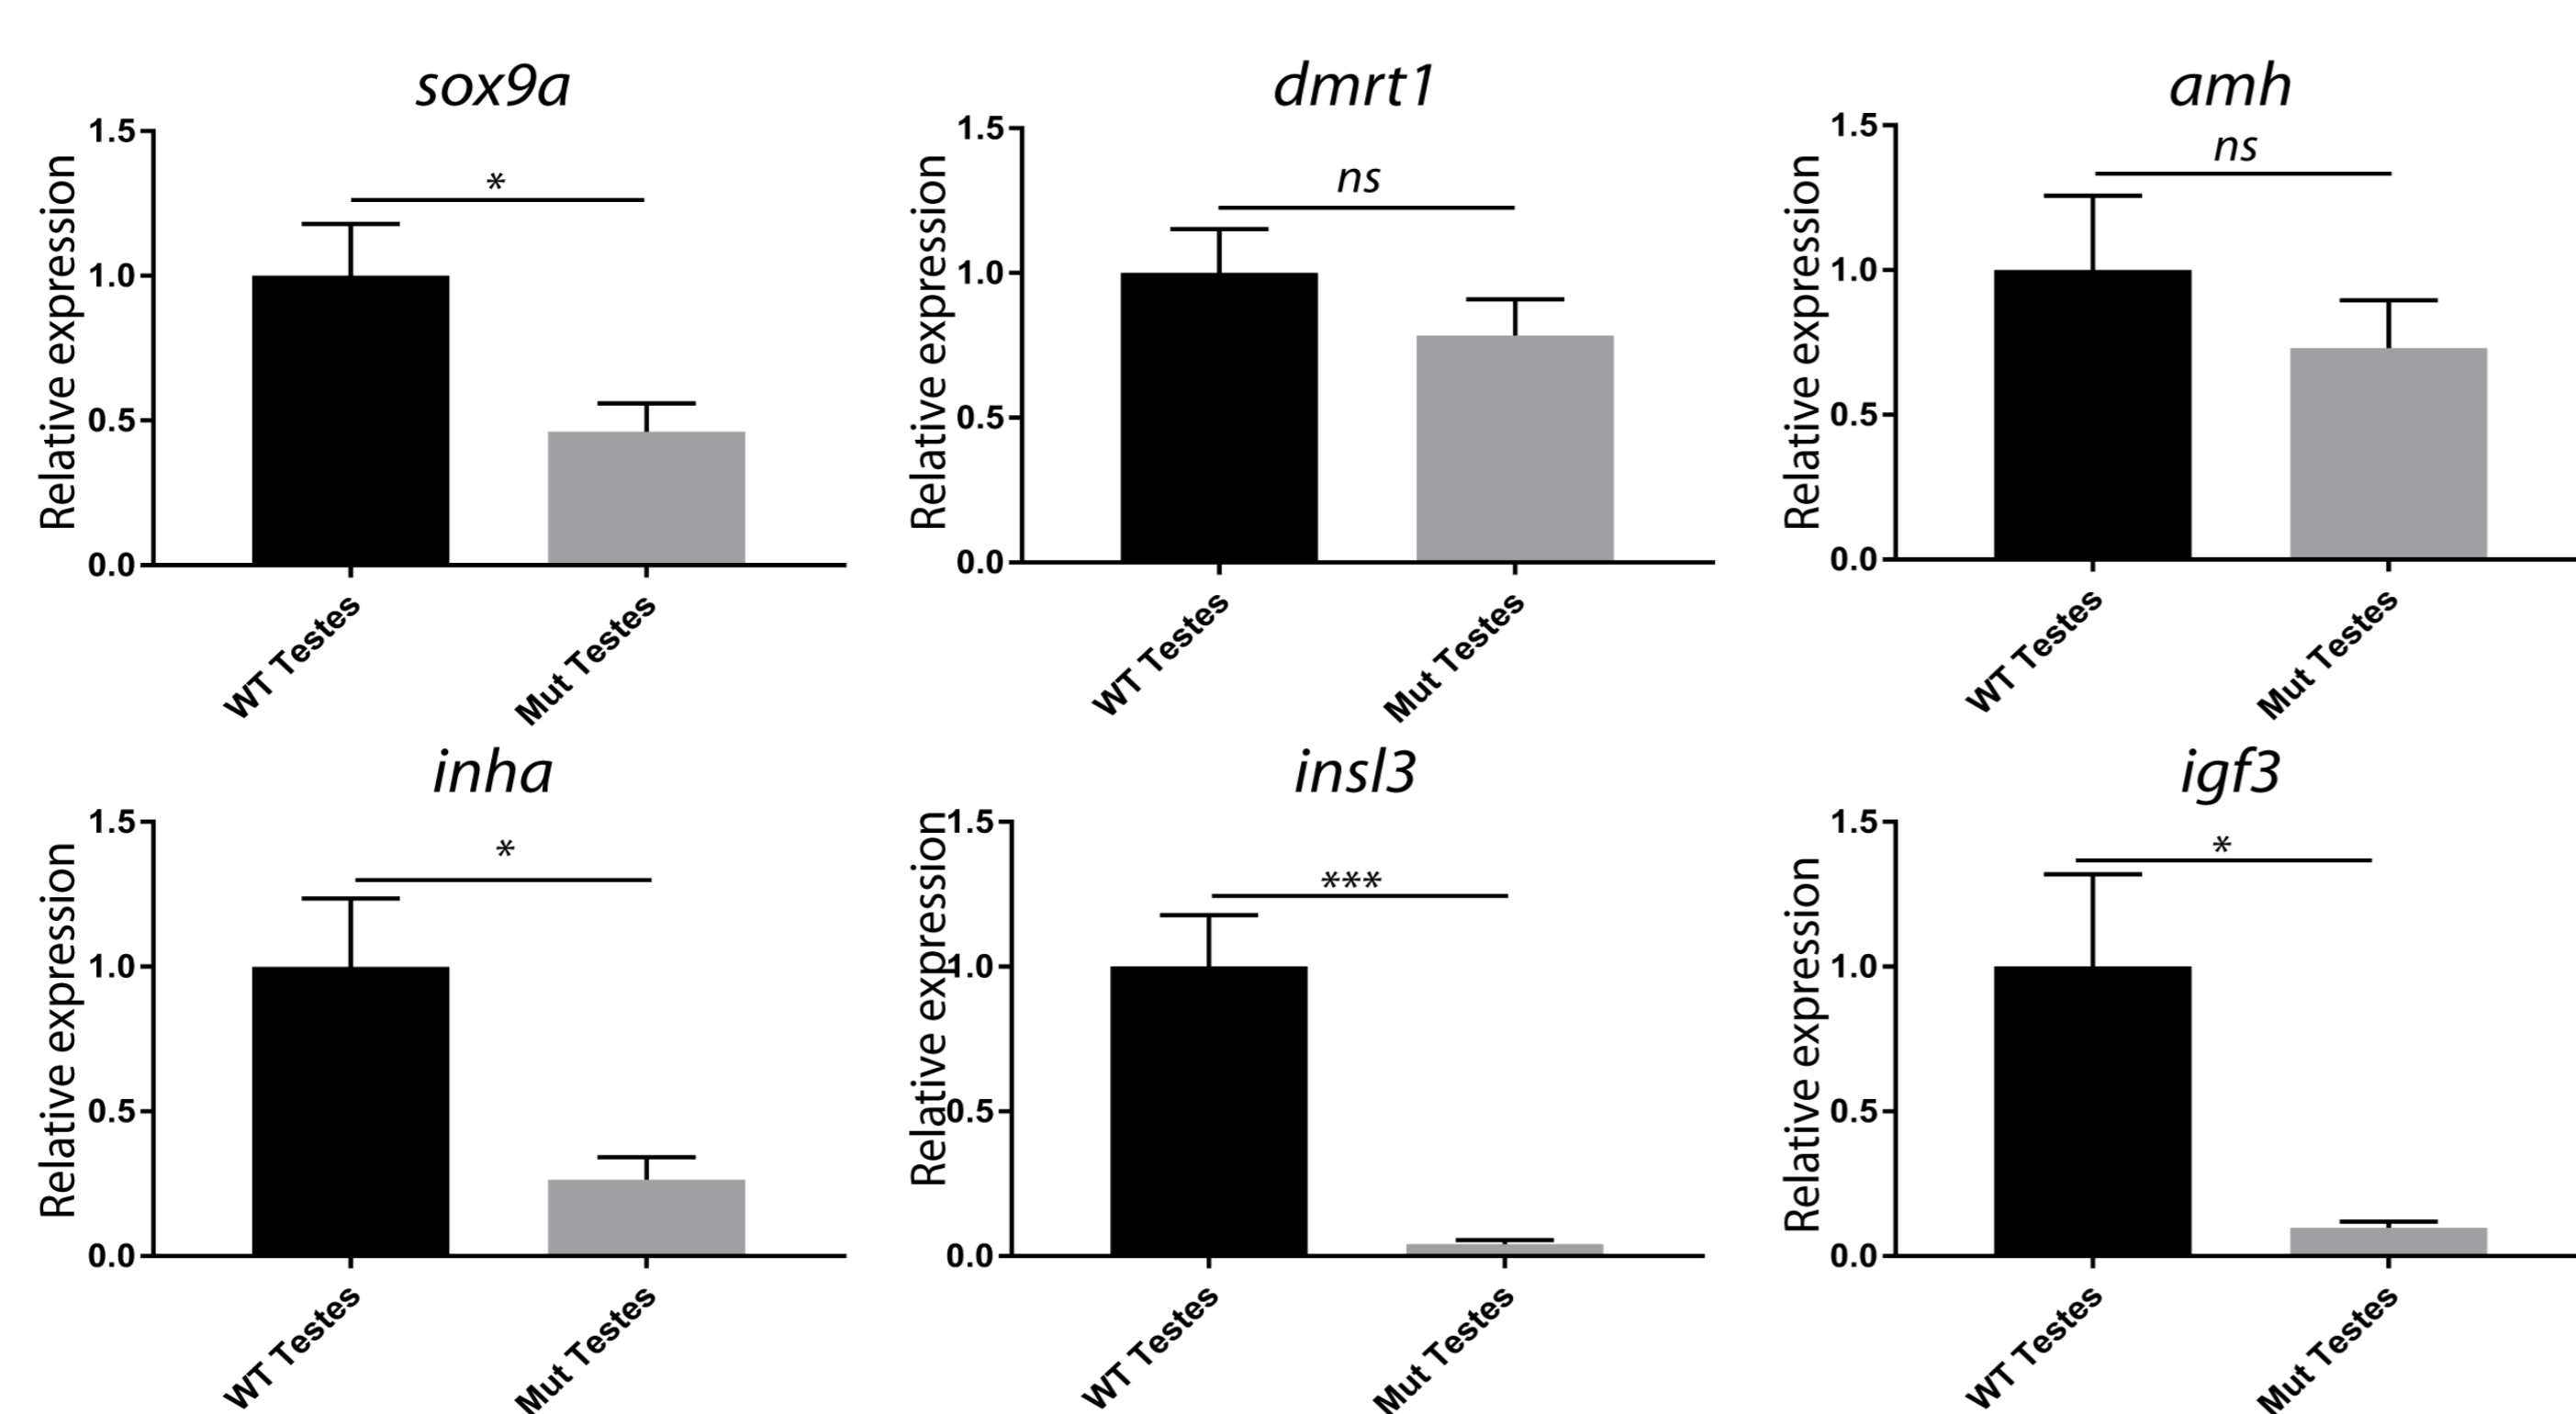 sox9a
1.5
1.0
0.5
0.0
Relative expression
*
WT Testes
Mut Testes
dmrt1
1.5
1.0
0.5
0.0
Relative expression
ns
WT Testes
Mut Testes
amh
1.5
1.0
0.5
0.0
Relative expression
ns
WT Testes
Mut Testes
inha
1.5
1.0
0.5
0.0
Relative expression
*
WT Testes
Mut Testes
insl3
1.5
1.0
0.5
0.0
Relative expression
***
WT Testes
Mut Testes
igf3
1.5
1.0
0.5
0.0
Relative expression
*
WT Testes
Mut Testes